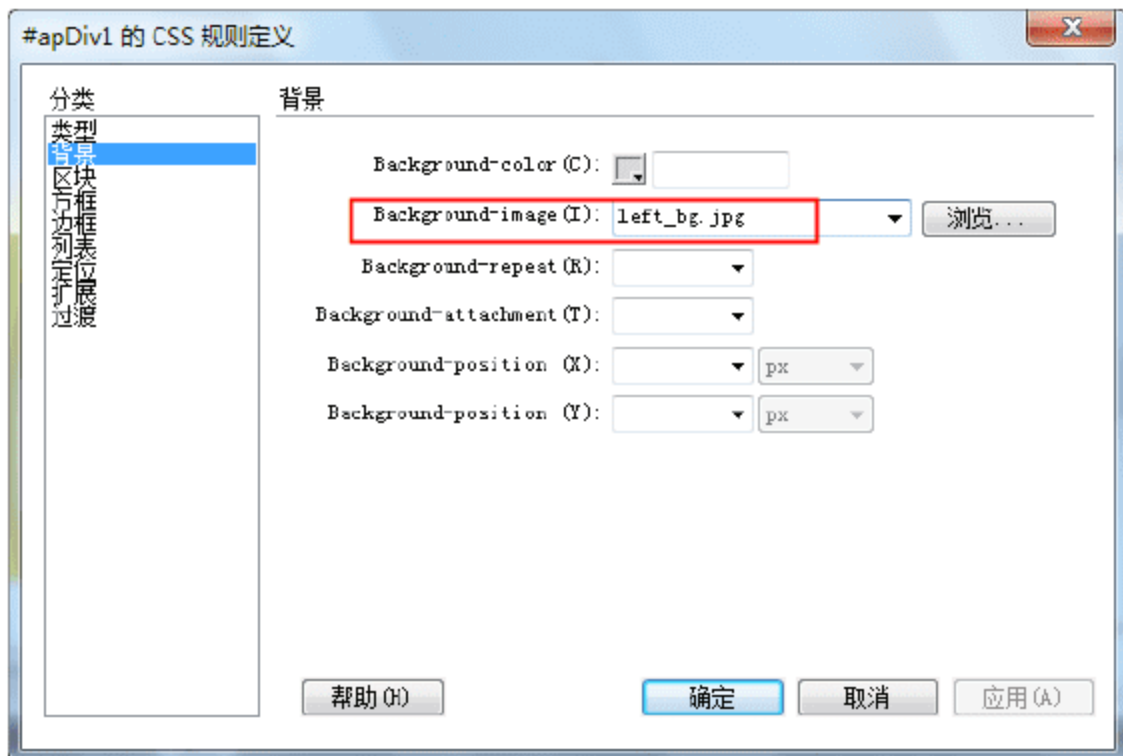 #apDiv1 的 CSS 规则定义
分类
类型
背景
区块
方框
边框
列表
定位
扩展
过渡
背景
Background-color(C):
Background-image(I): left_bg.jpg 浏览...
Background-repeat(R):
Background-attachment(T):
Background-position (X): px
Background-position (Y): px
帮助(H) 确定 取消 应用(A)